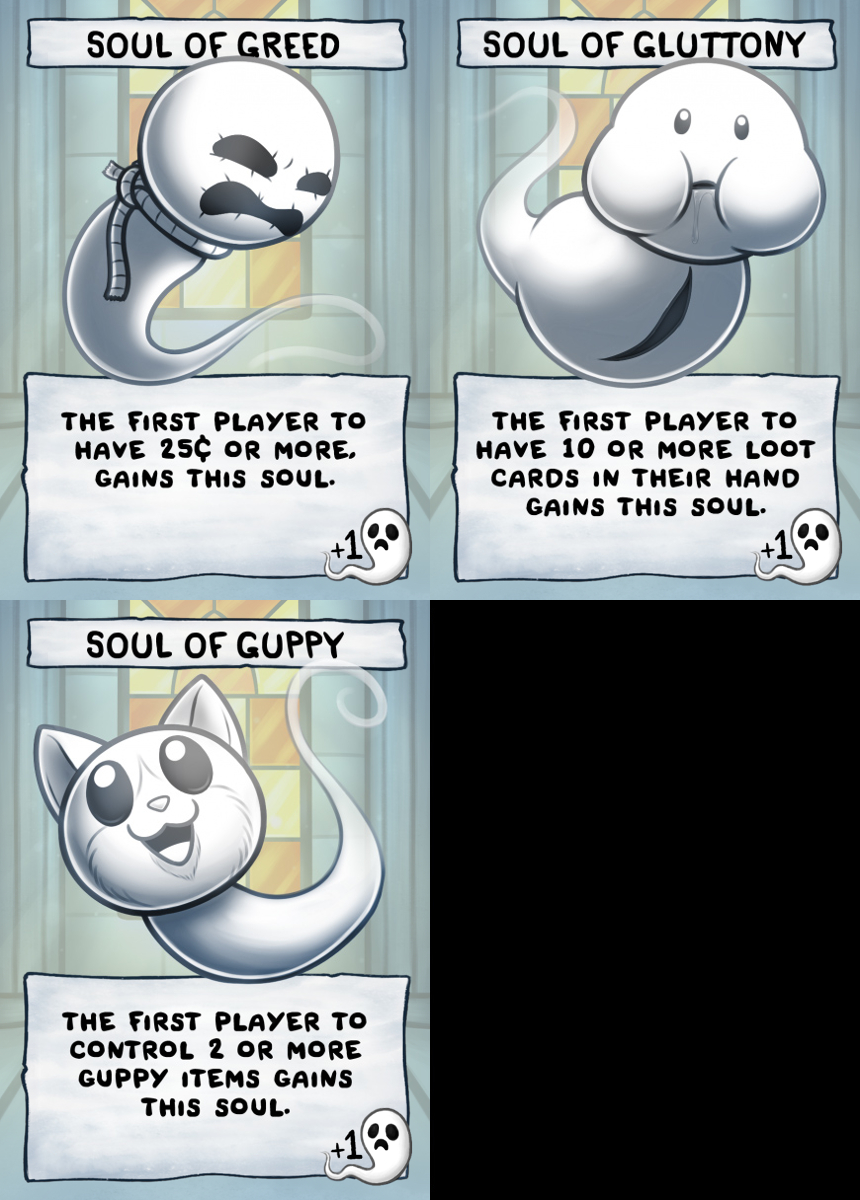 SOUL OF GREED
THE FIRST PLAYER TO
HAVE 25¢ OR MORE,
GAINS THIS SOUL.
+1
SOUL OF GLUTTONY
THE FIRST PLAYER TO
HAVE 10 OR MORE LOOT
CARDS IN THEIR HAND
GAINS THIS SOUL.
+1
SOUL OF GUPPY
THE FIRST PLAYER TO
CONTROL 2 OR MORE
GUPPY ITEMS GAINS
THIS SOUL.
+1